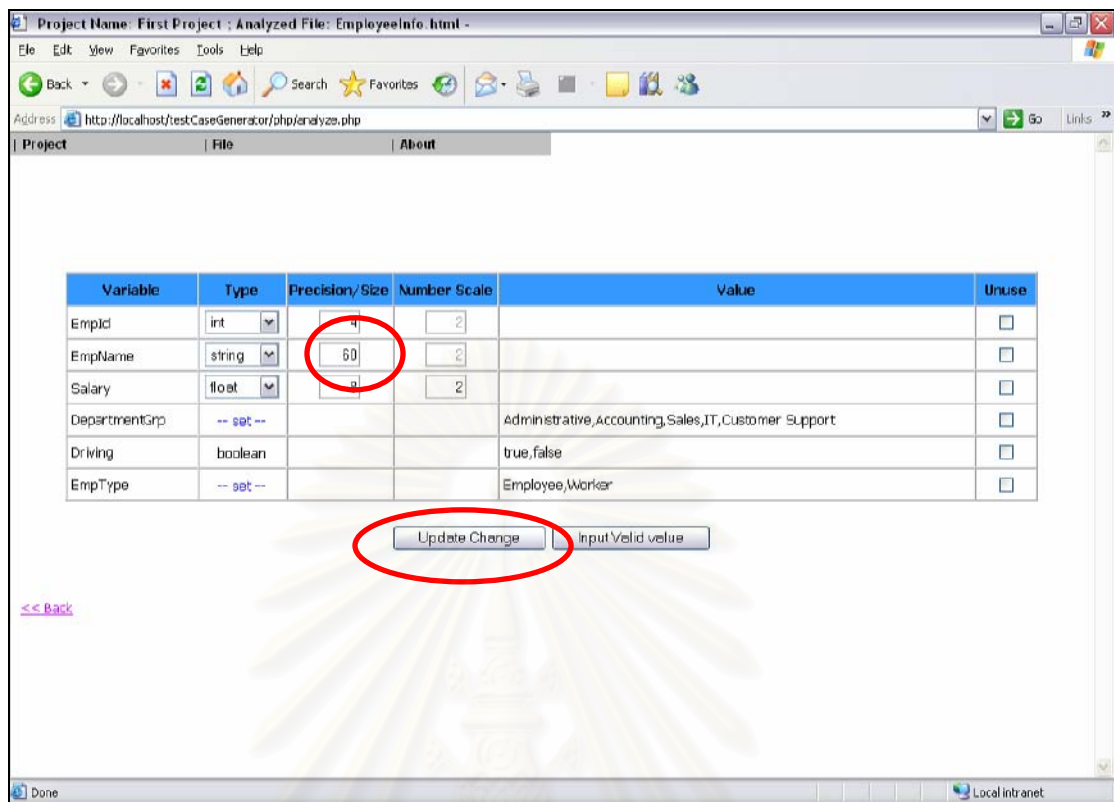 Project Name: First Project ; Analyzed File: EmployeeInfo.html -
File Edit View Favorites Tools Help
Back Search Favorites
Address http://localhost/testCaseGenerator/php/analyze.php Go Links »
| Project | File | About
Variable Type Precision/Size Number Scale Value Unuse
EmpId int 4 2
EmpName string 60 2
Salary float 8 2
DepartmentGrp -- set -- Administrative,Accounting,Sales,IT,Customer Support
Driving boolean true,false
EmpType -- set -- Employee,Worker
Update Change Input Valid value
<< Back
Done Local intranet